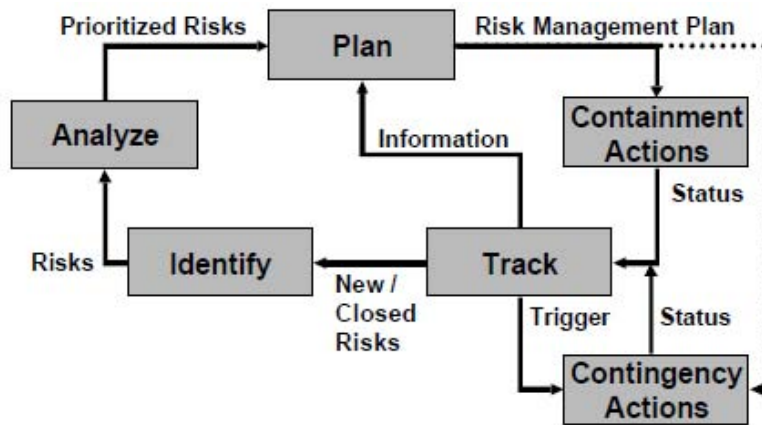 Prioritized Risks
Plan
Risk Management Plan
Analyze
Information
Containment
Actions
Status
Risks
Identify
Track
New /
Closed
Risks
Trigger
Status
Contingency
Actions